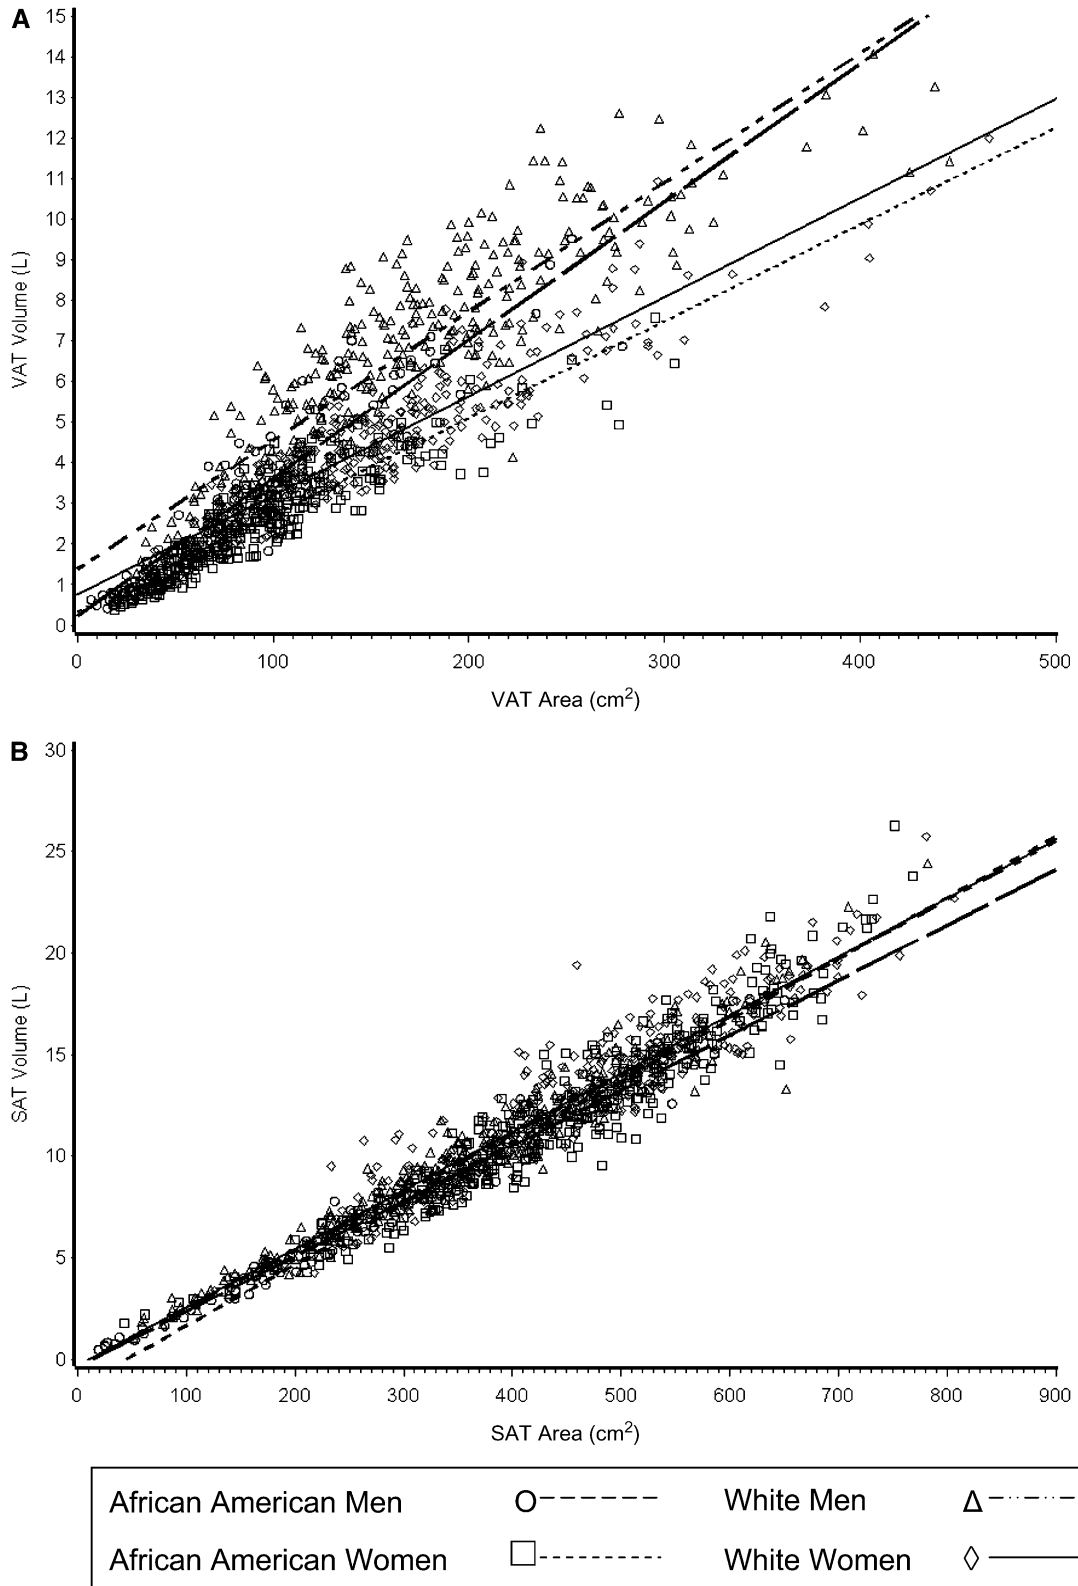 A
15
14
13
12
11
10
9
8
7
6
5
4
3
2
1
0
VAT Volume (L)
0 100 200 300 400 500
VAT Area (cm²)
B
30
25
20
15
10
5
0
SAT Volume (L)
0 100 200 300 400 500 600 700 800 900
SAT Area (cm²)
African American Men White Men
African American Women White Women